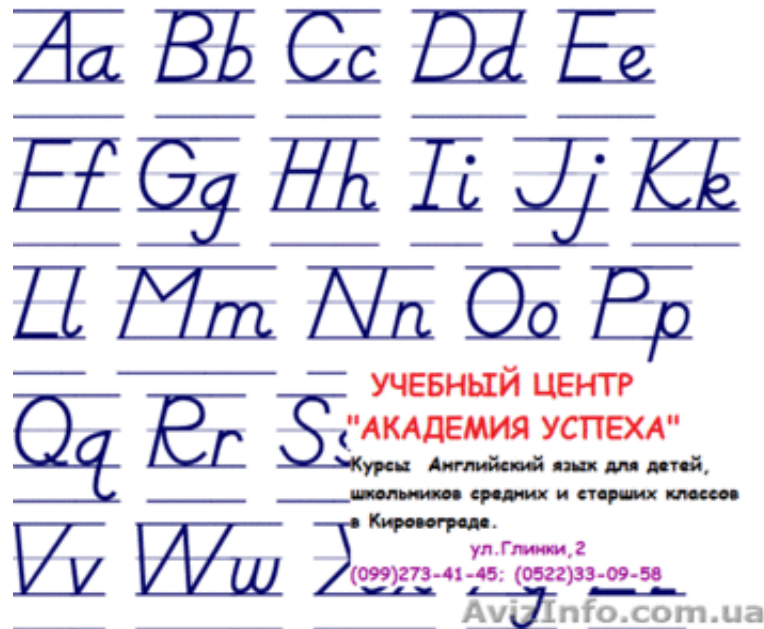 Aa Bb Cc Dd Ee
Ff Gg Hh Ii Jj Kk
Ll Mm Nn Oo Pp
Qq Rr Ss
УЧЕБНЫЙ ЦЕНТР
"АКАДЕМИЯ УСПЕХА"
Курсы Английский язык для детей,
школьников средних и старших классов
в Кировограде.
ул.Глинки,2
(099)273-41-45; (0522)33-09-58
Vv Ww
AvizInfo.com.ua